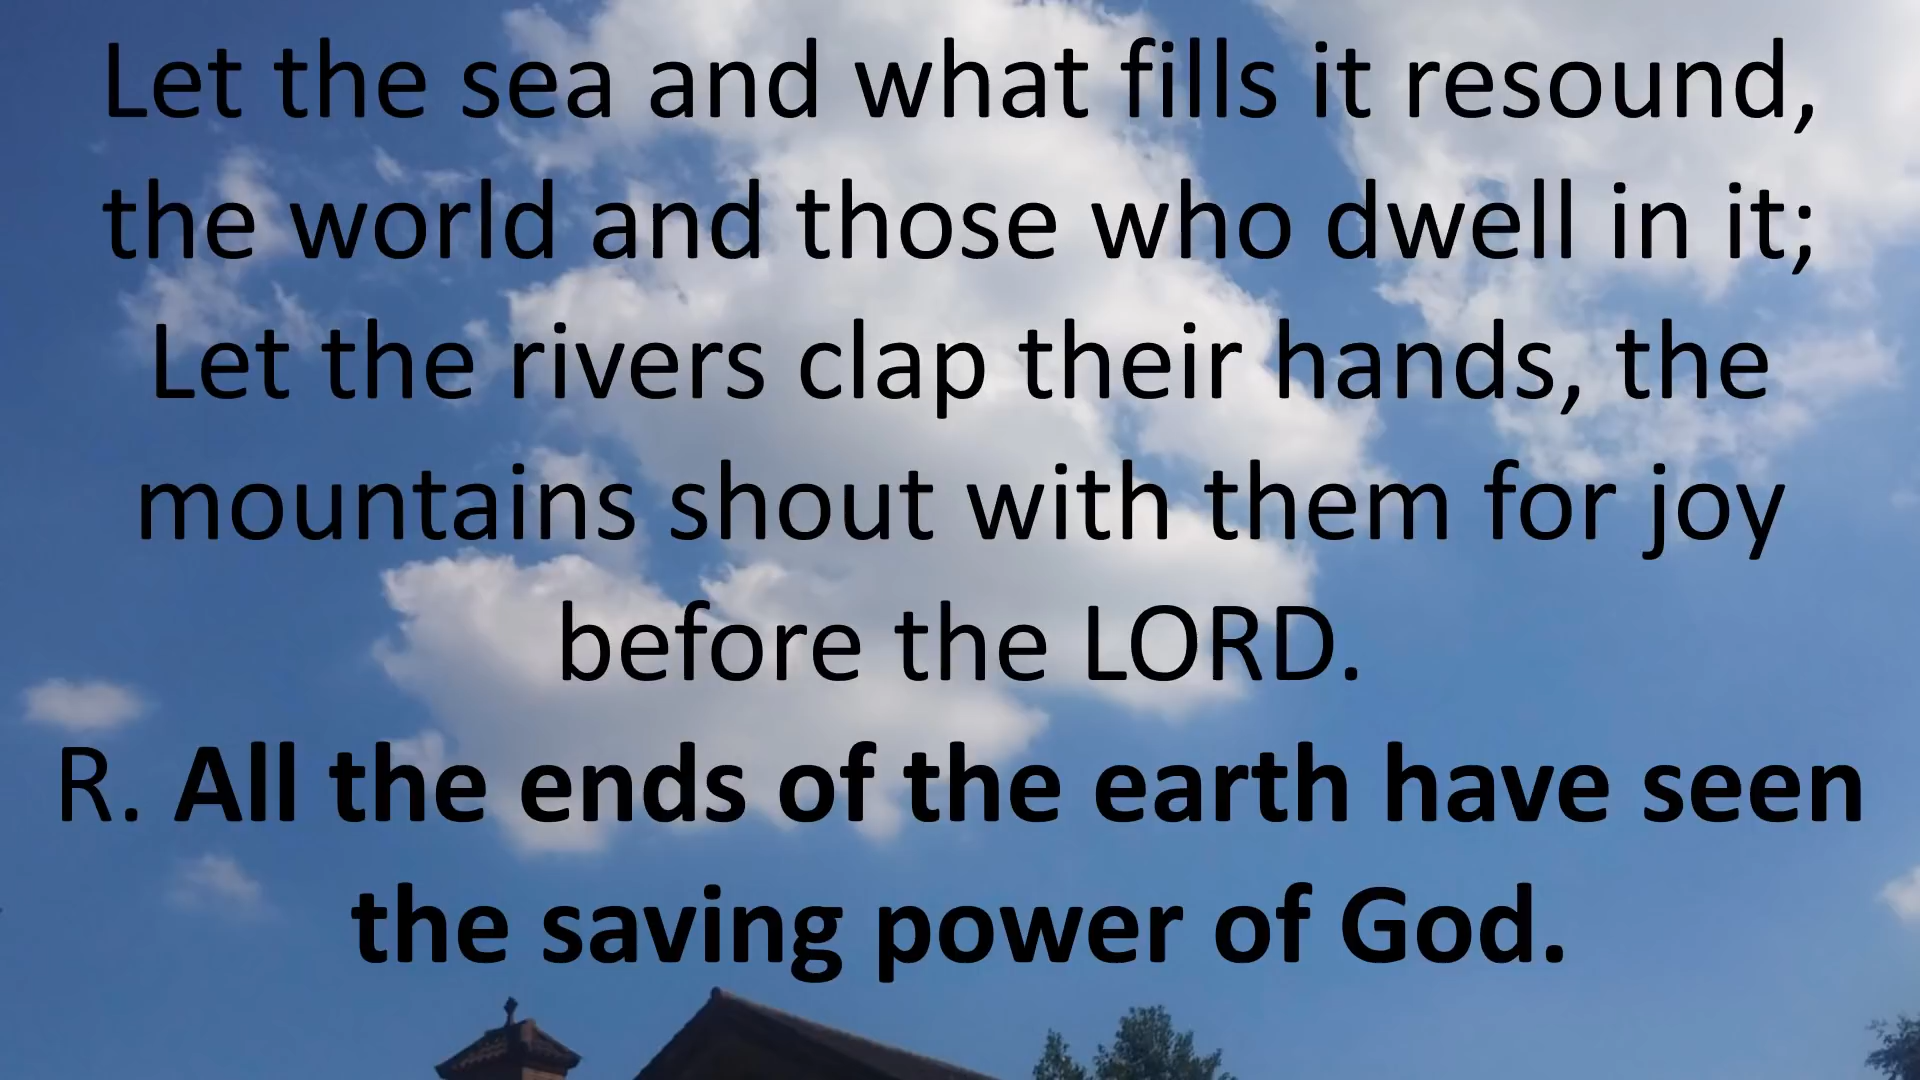 Let the sea and what fills it resound,
the world and those who dwell in it;
Let the rivers clap their hands, the
mountains shout with them for joy
before the LORD.
R. All the ends of the earth have seen
the saving power of God.